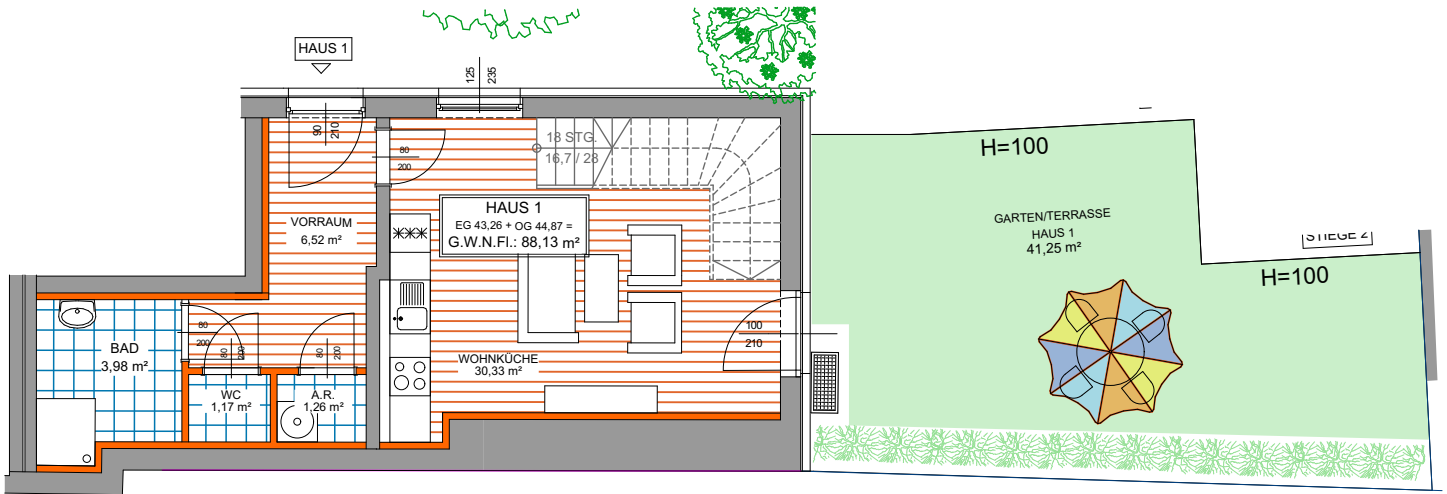 HAUS 1
125
235
90
210
80
200
18 STG.
16,7 / 28
H=100
VORRAUM
6,52 m²
HAUS 1
EG 43,26 + OG 44,87 =
G.W.N.Fl.: 88,13 m²
GARTEN/TERRASSE
HAUS 1
41,25 m²
STIEGE 2
H=100
BAD
3,98 m²
80
200
80
200
80
200
100
210
WOHNKÜCHE
30,33 m²
WC
1,17 m²
A.R.
1,26 m²